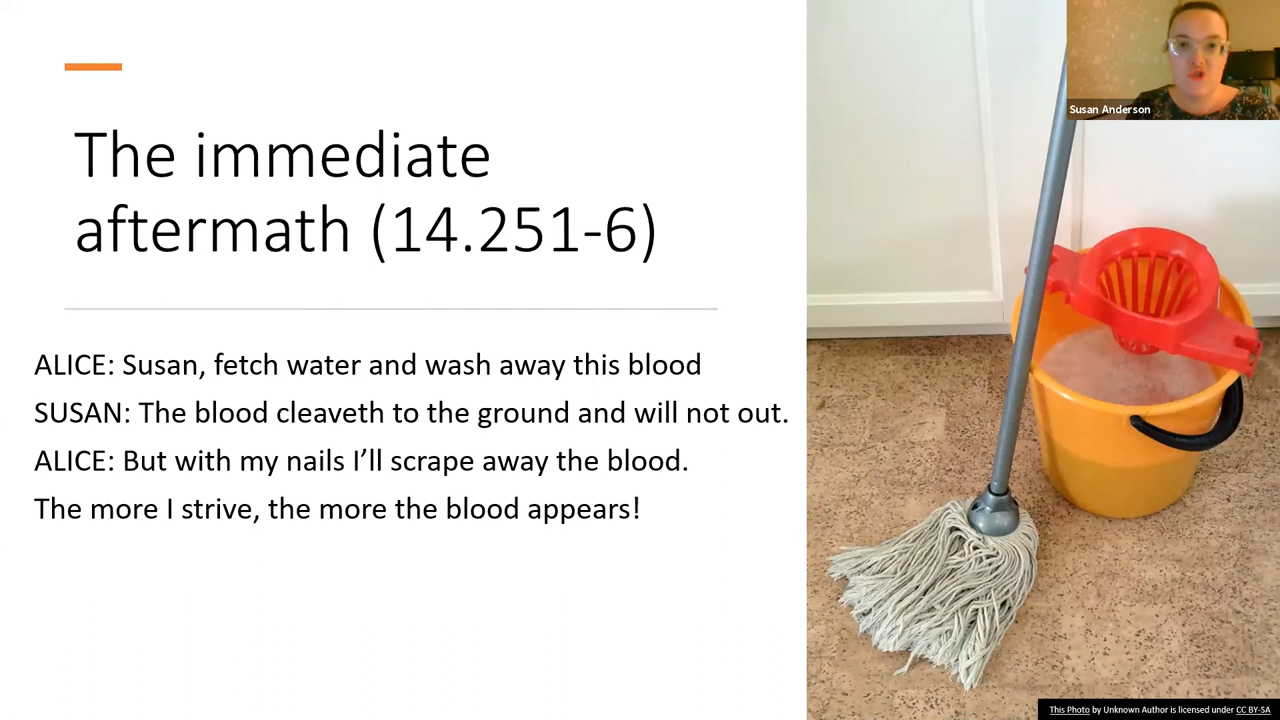 The immediate
aftermath (14.251-6)
ALICE: Susan, fetch water and wash away this blood
SUSAN: The blood cleaveth to the ground and will not out.
ALICE: But with my nails I’ll scrape away the blood.
The more I strive, the more the blood appears!
Susan Anderson
This Photo by Unknown Author is licensed under CC BY-SA